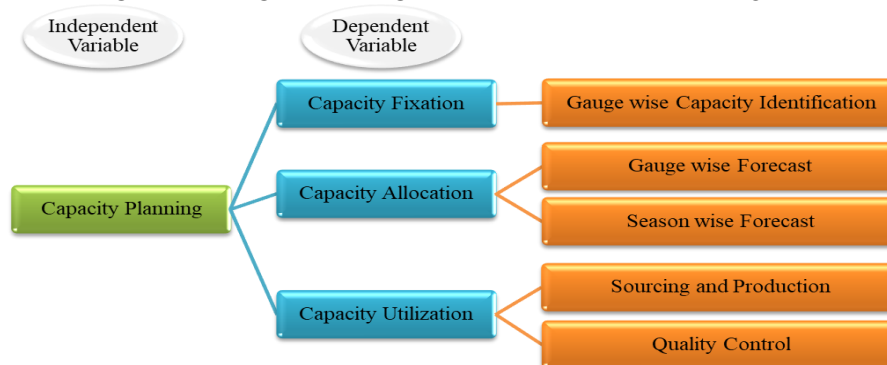 Independent
Variable
Dependent
Variable
Capacity Fixation
Gauge wise Capacity Identification
Gauge wise Forecast
Capacity Allocation
Capacity Planning
Season wise Forecast
Sourcing and Production
Capacity Utilization
Quality Control